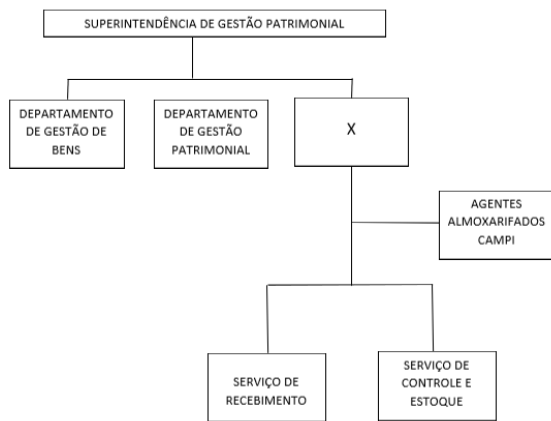 SUPERINTENDÊNCIA DE GESTÃO PATRIMONIAL
DEPARTAMENTO
DE GESTÃO DE
BENS
DEPARTAMENTO
DE GESTÃO
PATRIMONIAL
X
AGENTES
ALMOXARIFADOS
CAMPI
SERVIÇO DE
RECEBIMENTO
SERVIÇO DE
CONTROLE E
ESTOQUE